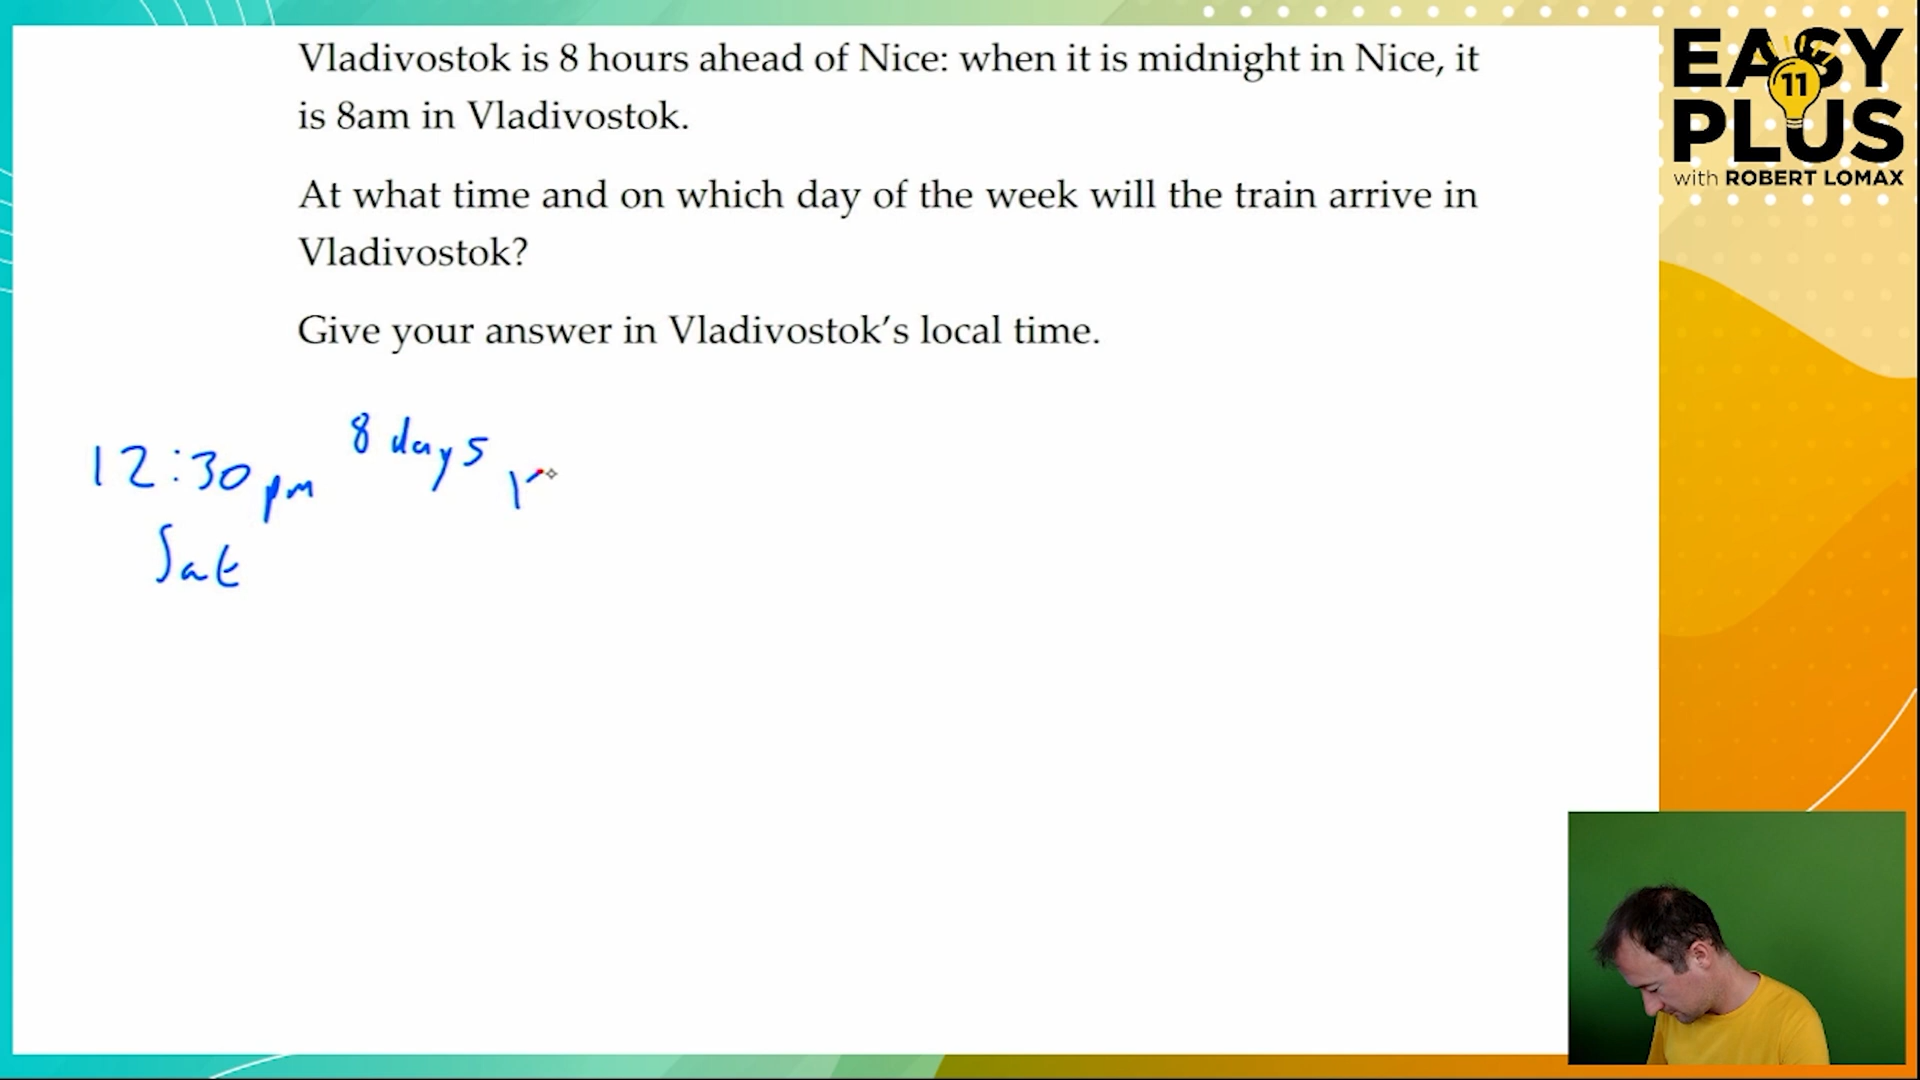 Vladivostok is 8 hours ahead of Nice: when it is midnight in Nice, it
is 8am in Vladivostok.
At what time and on which day of the week will the train arrive in
Vladivostok?
Give your answer in Vladivostok's local time.
12:30pm 8 days
Sat
EASY
11
PLUS
with ROBERT LOMAX